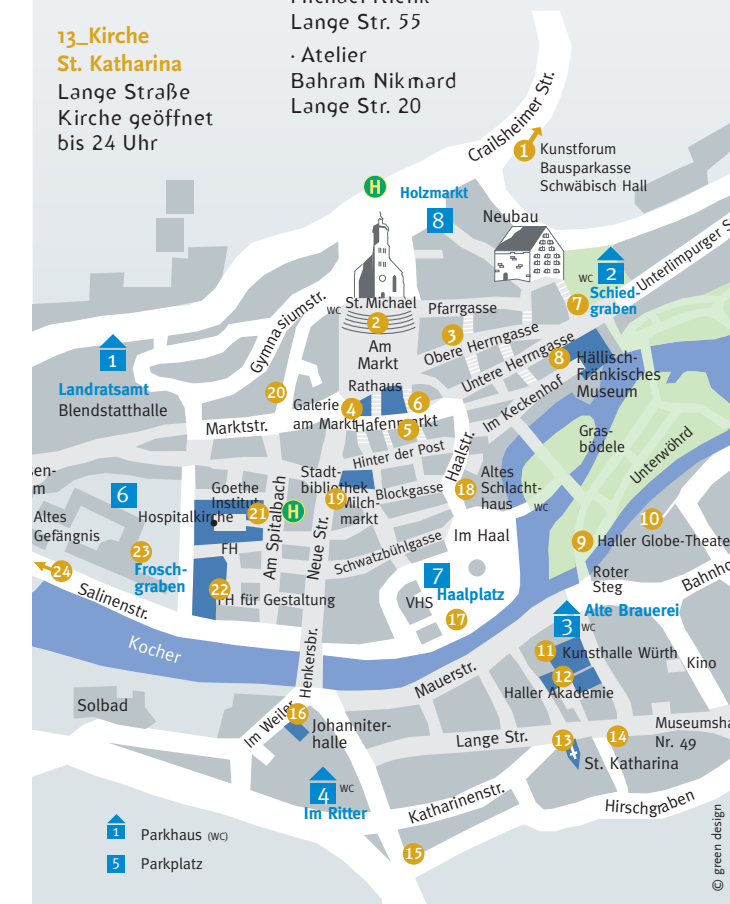 Lange Str. 55
· Atelier
Bahram Nikmard
Lange Str. 20
13_Kirche
St. Katharina
Lange Straße
Kirche geöffnet
bis 24 Uhr
Crailsheimer Str.
1
Kunstforum
Bausparkasse
Schwäbisch Hall
H
Holzmarkt
8
Neubau
WC
2
Schied-
graben
7
Unterlimpurger S
Gymnasiumstr.
WC
St. Michael
2
Am
Markt
Pfarrgasse
3
Obere Herrngasse
Untere Herrngasse
8
Hällisch-
Fränkisches
Museum
1
Landratsamt
Blendstatthalle
20
Rathaus
Galerie
am Markt
4
6
Hafenmarkt
5
Im Keckenhof
Marktstr.
Hinter der Post
Haalstr.
Gras-
bödele
Unterwöhrd
sen-
m
6
Altes
Gefängnis
Goethe
Institut
Hospitalkirche
21
H
Am Spitalbach
Stadt-
bibliothek
19
Milch-
markt
Blockgasse
18
Altes
Schlacht-
haus
WC
10
9
Haller Globe-Theate
23
Frosch-
graben
24
FH
22
FH für Gestaltung
Neue Str.
Schwatzbühlgasse
Im Haal
7
Haalplatz
VHS
17
Roter
Steg
Bahnho
Salinenstr.
Kocher
Henkersbr.
3
Alte Brauerei
WC
11
Kunsthalle Würth
12
Haller Akademie
Kino
Mauerstr.
Solbad
Im Weiler
16
Johanniter-
halle
Lange Str.
13
14
Museumsha
Nr. 49
St. Katharina
4
WC
Im Ritter
Katharinenstr.
Hirschgraben
15
1
Parkhaus (WC)
5
Parkplatz
© green design